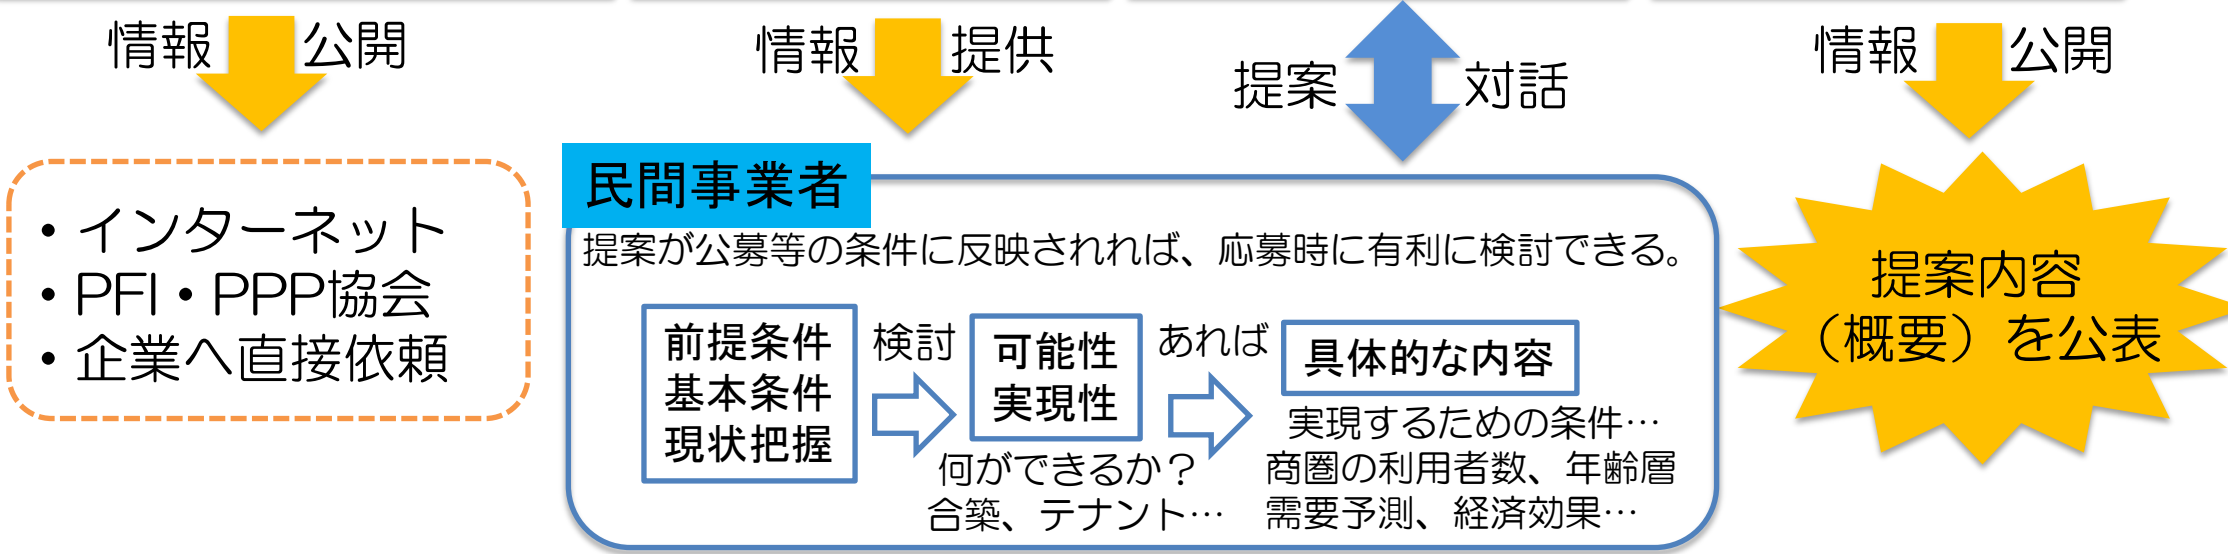 情報 公開
情報 提供
提案 対話
情報 公開
・インターネット
・PFI・PPP協会
・企業へ直接依頼
民間事業者
提案が公募等の条件に反映されれば、応募時に有利に検討できる。
前提条件
基本条件
現状把握
検討
可能性
実現性
何ができるか？
合築、テナント…
あれば
具体的な内容
実現するための条件…
商圏の利用者数、年齢層
需要予測、経済効果…
提案内容
（概要）を公表